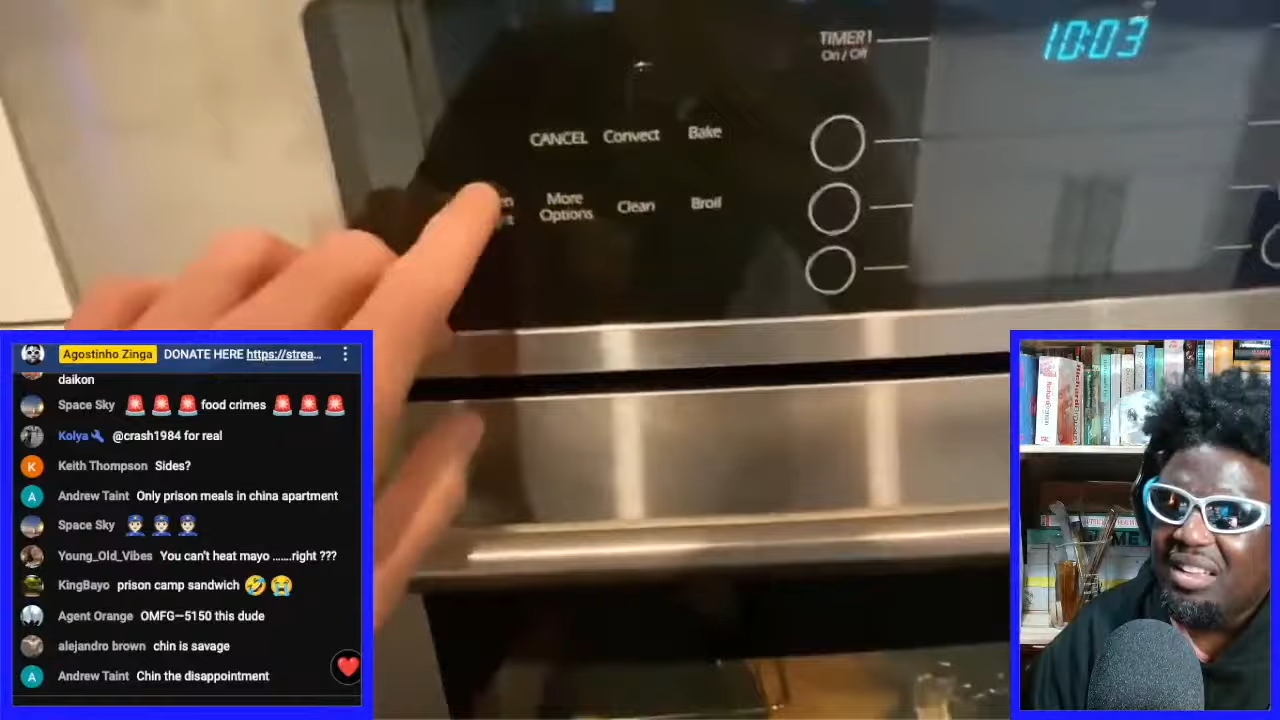 TIMER 1
On / Off
10:03
CANCEL Convect Bake
More
Options
Clean Broil
Agostinho Zinga DONATE HERE https://strea...
daikon
Space Sky 🚨🚨🚨 food crimes 🚨🚨🚨
Kolya🔧 @crash1984 for real
K Keith Thompson Sides?
A Andrew Taint Only prison meals in china apartment
Space Sky 👮👮👮
Young_Old_Vibes You can't heat mayo .......right ???
KingBayo prison camp sandwich 🤣😭
Agent Orange OMFG—5150 this dude
alejandro brown chin is savage
A Andrew Taint Chin the disappointment